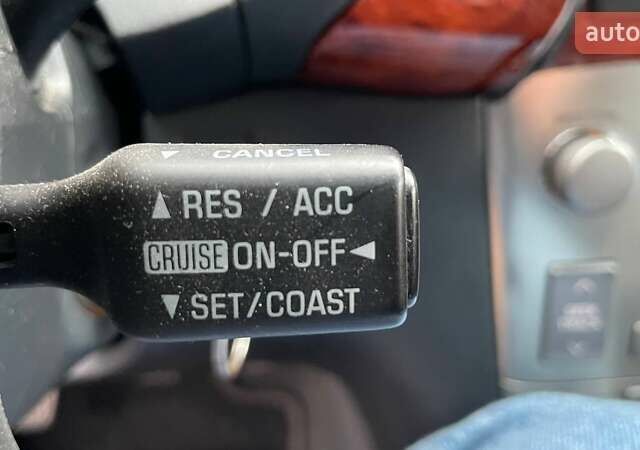 auto
CANCEL
RES / ACC
CRUISE ON-OFF
SET/COAST